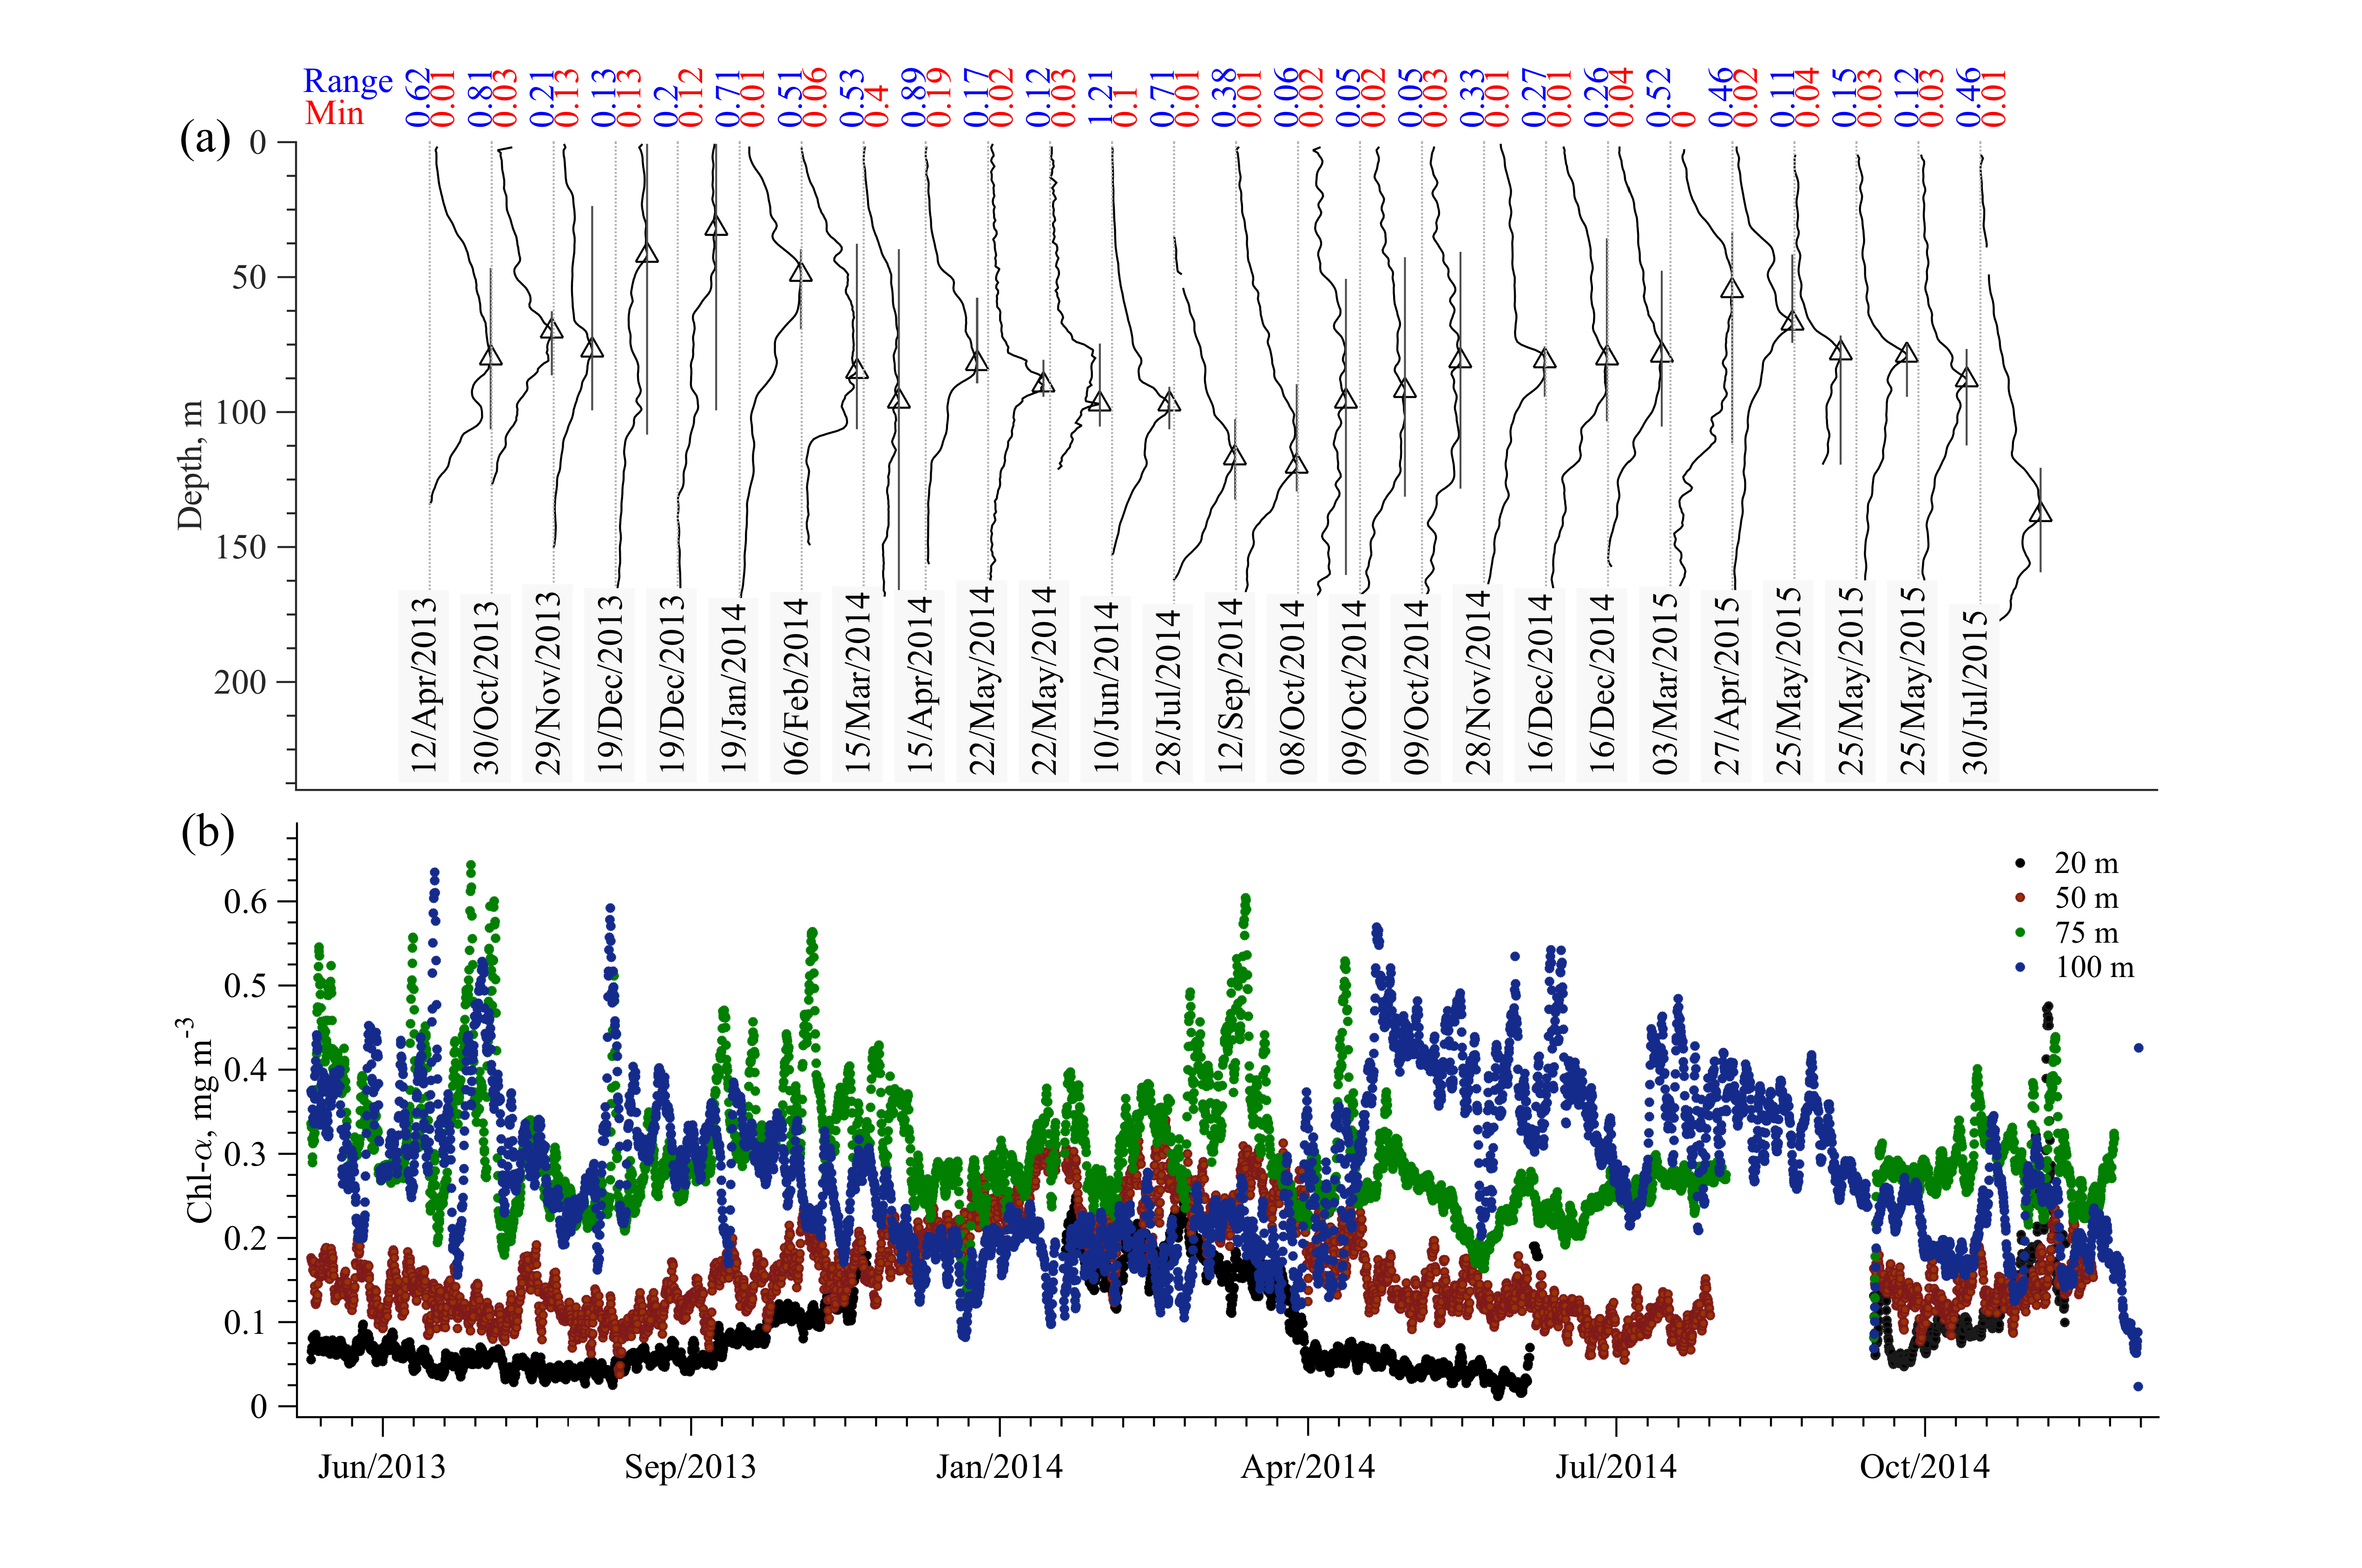 Range 0.62 0.81 0.21 0.13 0.2 0.71 0.51 0.53 0.89 0.17 0.12 1.21 0.71 0.38 0.06 0.05 0.05 0.33 0.27 0.26 0.52 0.46 0.11 0.15 0.12 0.46
Min 0.01 0.03 0.13 0.13 0.12 0.01 0.06 0.4 0.19 0.02 0.03 0.1 0.01 0.01 0.02 0.02 0.03 0.01 0.01 0.04 0 0.02 0.04 0.03 0.03 0.01
(a)
0
50
100
150
200
Depth, m
12/Apr/2013
30/Oct/2013
29/Nov/2013
19/Dec/2013
19/Dec/2013
19/Jan/2014
06/Feb/2014
15/Mar/2014
15/Apr/2014
22/May/2014
22/May/2014
10/Jun/2014
28/Jul/2014
12/Sep/2014
08/Oct/2014
09/Oct/2014
09/Oct/2014
28/Nov/2014
16/Dec/2014
16/Dec/2014
03/Mar/2015
27/Apr/2015
25/May/2015
25/May/2015
25/May/2015
30/Jul/2015
(b)
20 m
50 m
75 m
100 m
0.6
0.5
0.4
0.3
0.2
0.1
0
Chl-α, mg m⁻³
Jun/2013 Sep/2013 Jan/2014 Apr/2014 Jul/2014 Oct/2014